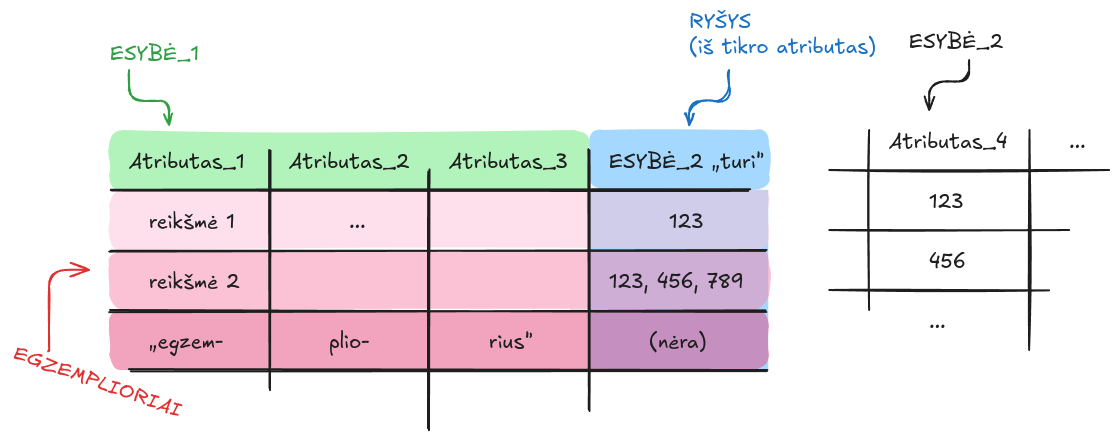 RYŠYS
(iš tikro atributas)
ESYBĖ_1
ESYBĖ_2
Atributas_1 Atributas_2 Atributas_3 ESYBĖ_2 „turi"
reikšmė 1 ... 123
reikšmė 2 123, 456, 789
„egzem- plio- rius" (nėra)
EGZEMPLIORIAI
Atributas_4 ...
123
456
...